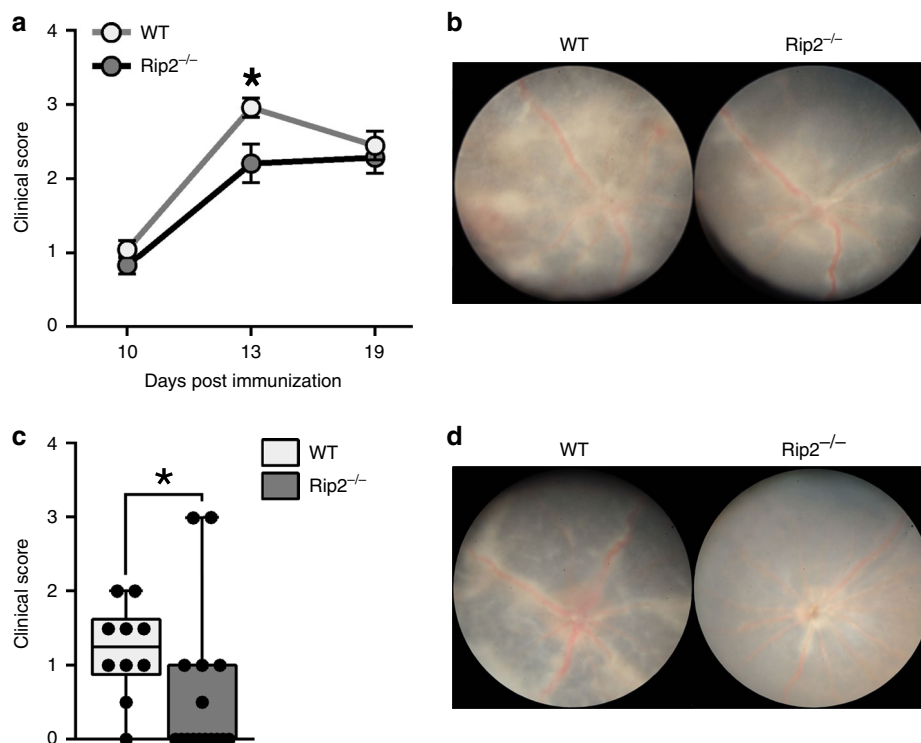 a
4
3
2
1
0
Clinical score
WT
Rip2⁻/⁻
*
10 13 19
Days post immunization
b
WT Rip2⁻/⁻
c
4
3
2
1
0
Clinical score
*
WT
Rip2⁻/⁻
d
WT Rip2⁻/⁻